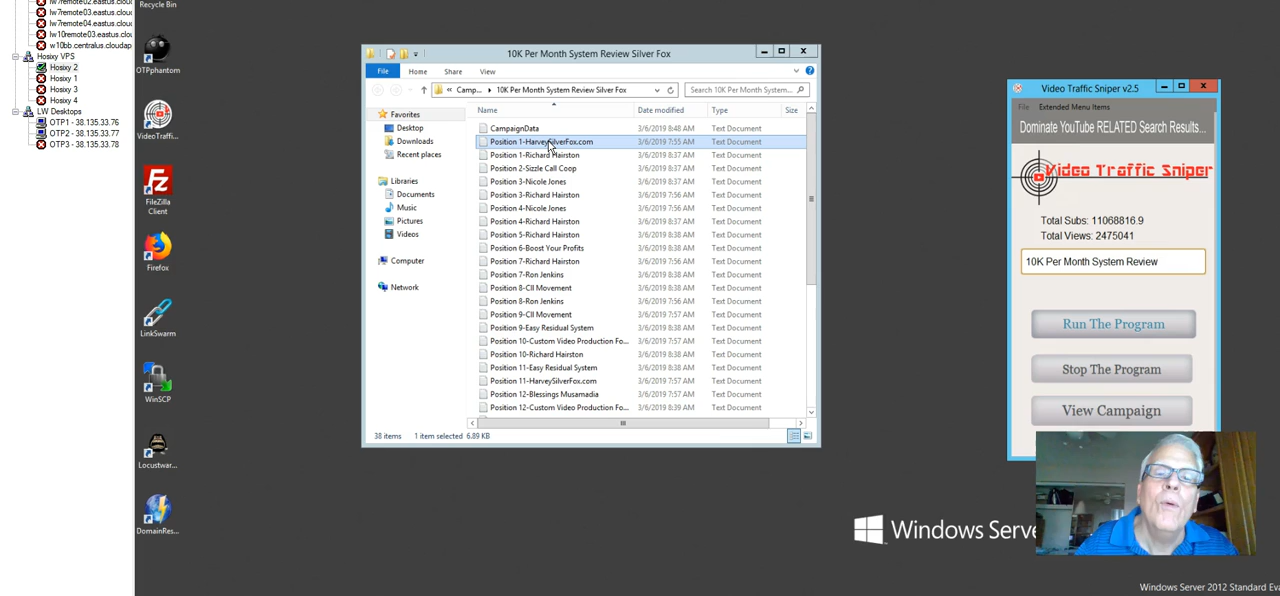 lw7remote02.eastus.cloud
lw7remote03.eastus.clou
lw7remote04.eastus.clou
lw10remote03.eastus.clo
w10bb.centralus.cloudap
Hosixy VPS
Hosixy 2
Hosixy 1
Hosixy 3
Hosixy 4
LW Desktops
OTP1 - 38.135.33.76
OTP2 - 38.135.33.77
OTP3 - 38.135.33.78
Recycle Bin
OTPphantom
VideoTraffi...
FileZilla
Client
Firefox
LinkSwarm
WinSCP
Locustwar...
DomainRes...
10K Per Month System Review Silver Fox
File Home Share View
« Camp... 10K Per Month System Review Silver Fox
Search 10K Per Month System...
Favorites
Desktop
Downloads
Recent places
Libraries
Documents
Music
Pictures
Videos
Computer
Network
Name Date modified Type Size
CampaignData 3/6/2019 8:48 AM Text Document
Position 1-HarveySilverFox.com 3/6/2019 7:55 AM Text Document
Position 1-Richard Hairston 3/6/2019 8:37 AM Text Document
Position 2-Sizzle Call Coop 3/6/2019 8:37 AM Text Document
Position 3-Nicole Jones 3/6/2019 8:37 AM Text Document
Position 3-Richard Hairston 3/6/2019 7:56 AM Text Document
Position 4-Nicole Jones 3/6/2019 7:56 AM Text Document
Position 4-Richard Hairston 3/6/2019 8:37 AM Text Document
Position 5-Richard Hairston 3/6/2019 8:38 AM Text Document
Position 6-Boost Your Profits 3/6/2019 8:38 AM Text Document
Position 7-Richard Hairston 3/6/2019 7:56 AM Text Document
Position 7-Ron Jenkins 3/6/2019 8:38 AM Text Document
Position 8-CII Movement 3/6/2019 8:38 AM Text Document
Position 8-Ron Jenkins 3/6/2019 7:56 AM Text Document
Position 9-CII Movement 3/6/2019 7:57 AM Text Document
Position 9-Easy Residual System 3/6/2019 8:38 AM Text Document
Position 10-Custom Video Production Fo... 3/6/2019 7:57 AM Text Document
Position 10-Richard Hairston 3/6/2019 8:38 AM Text Document
Position 11-Easy Residual System 3/6/2019 8:38 AM Text Document
Position 11-HarveySilverFox.com 3/6/2019 7:57 AM Text Document
Position 12-Blessings Musamadia 3/6/2019 7:57 AM Text Document
Position 12-Custom Video Production Fo... 3/6/2019 8:39 AM Text Document
38 items 1 item selected 6.89 KB
Video Traffic Sniper v2.5
File Extended Menu Items
Dominate YouTube RELATED Search Results...
Video Traffic Sniper
Total Subs: 11068816.9
Total Views: 2475041
10K Per Month System Review
Run The Program
Stop The Program
View Campaign
Windows Serve
Windows Server 2012 Standard Eva